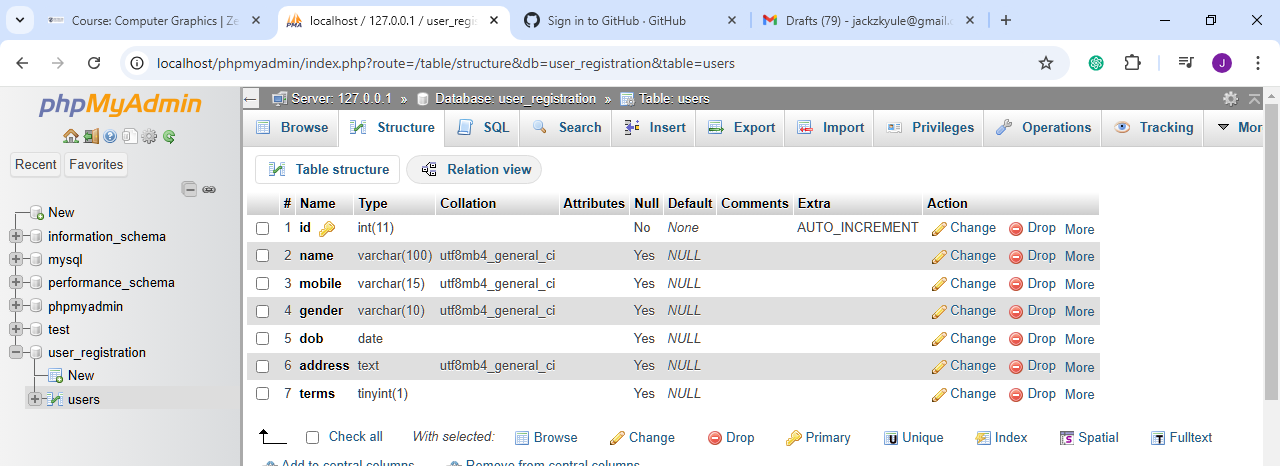 Course: Computer Graphics | Ze
localhost / 127.0.0.1 / user_regis
Sign in to GitHub · GitHub
Drafts (79) - jackzkyule@gmail.c
localhost/phpmyadmin/index.php?route=/table/structure&db=user_registration&table=users
J
phpMyAdmin
Recent Favorites
New
information_schema
mysql
performance_schema
phpmyadmin
test
user_registration
New
users
Server: 127.0.0.1 » Database: user_registration » Table: users
Browse Structure SQL Search Insert Export Import Privileges Operations Tracking Mor
Table structure Relation view
# Name Type Collation Attributes Null Default Comments Extra Action
1 id int(11) No None AUTO_INCREMENT Change Drop More
2 name varchar(100) utf8mb4_general_ci Yes NULL Change Drop More
3 mobile varchar(15) utf8mb4_general_ci Yes NULL Change Drop More
4 gender varchar(10) utf8mb4_general_ci Yes NULL Change Drop More
5 dob date Yes NULL Change Drop More
6 address text utf8mb4_general_ci Yes NULL Change Drop More
7 terms tinyint(1) Yes NULL Change Drop More
Check all With selected: Browse Change Drop Primary Unique Index Spatial Fulltext
Add to central columns Remove from central columns